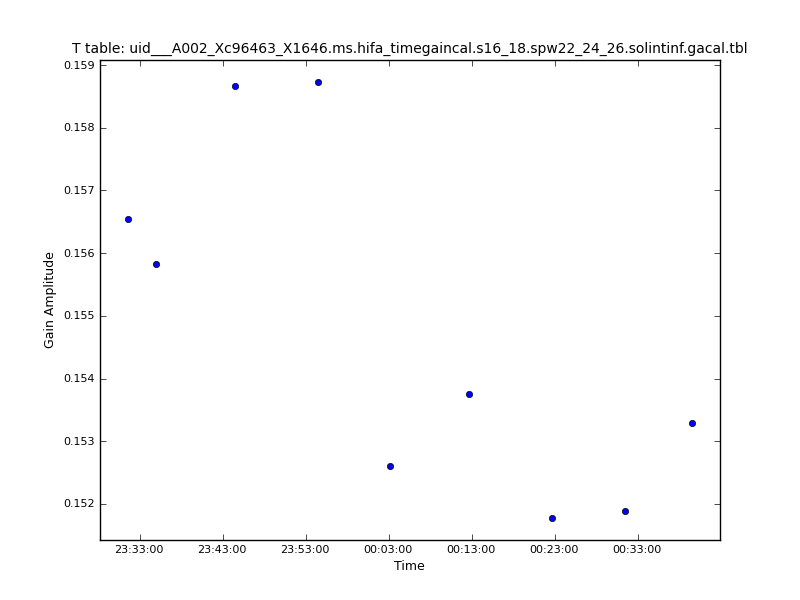 T table: uid___A002_Xc96463_X1646.ms.hifa_timegaincal.s16_18.spw22_24_26.solintinf.gacal.tbl
0.159
0.158
0.157
0.156
0.155
0.154
0.153
0.152
Gain Amplitude
23:33:00 23:43:00 23:53:00 00:03:00 00:13:00 00:23:00 00:33:00
Time